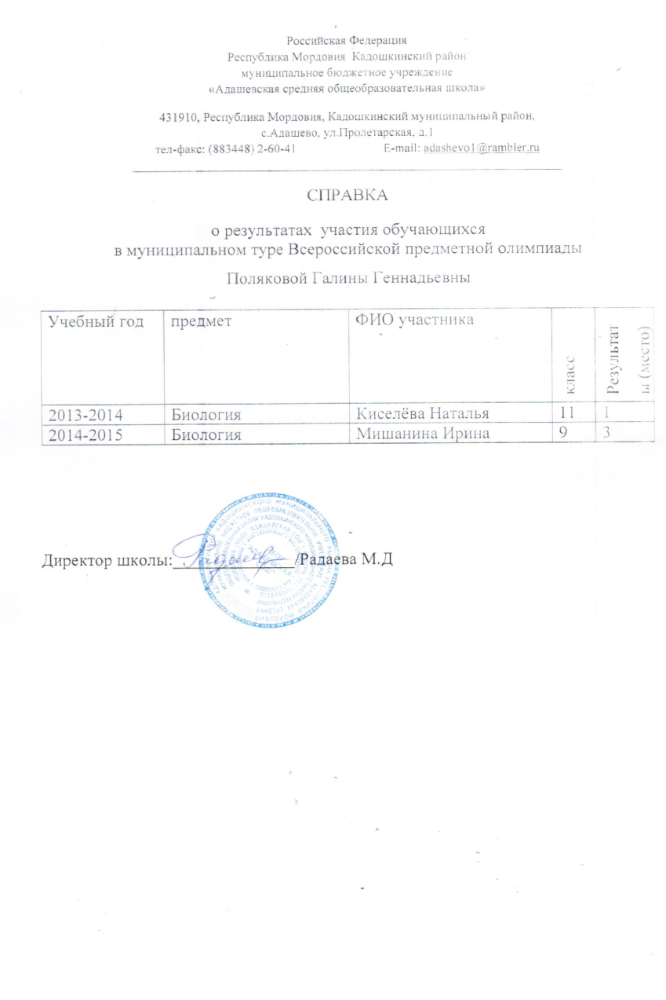 Российская Федерация
Республика Мордовия Кадошкинский район
муниципальное бюджетное учреждение
«Адашевская средняя общеобразовательная школа»
431910, Республика Мордовия, Кадошкинский муниципальный район,
с.Адашево, ул.Пролетарская, д.1
тел-факс: (883448) 2-60-41 E-mail: adashevo1@rambler.ru
СПРАВКА
о результатах участия обучающихся
в муниципальном туре Всероссийской предметной олимпиады
Поляковой Галины Геннадьевны
Учебный год предмет ФИО участника класс Результат
ы (место)
2013-2014 Биология Киселёва Наталья 11 1
2014-2015 Биология Мишанина Ирина 9 3
Директор школы: /Радаева М.Д